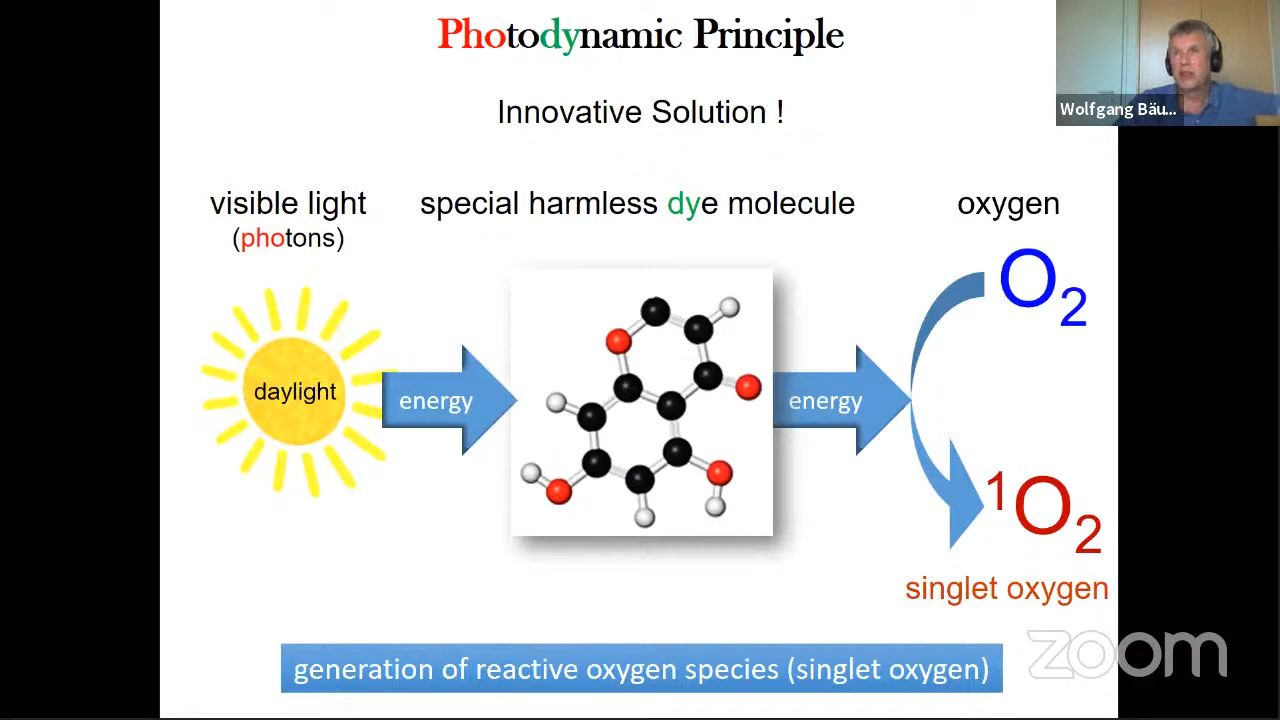 Photodynamic Principle
Innovative Solution !
Wolfgang Bäu...
visible light
(photons)
special harmless dye molecule
oxygen
O2
daylight
energy
energy
1O2
singlet oxygen
generation of reactive oxygen species (singlet oxygen)
zoom